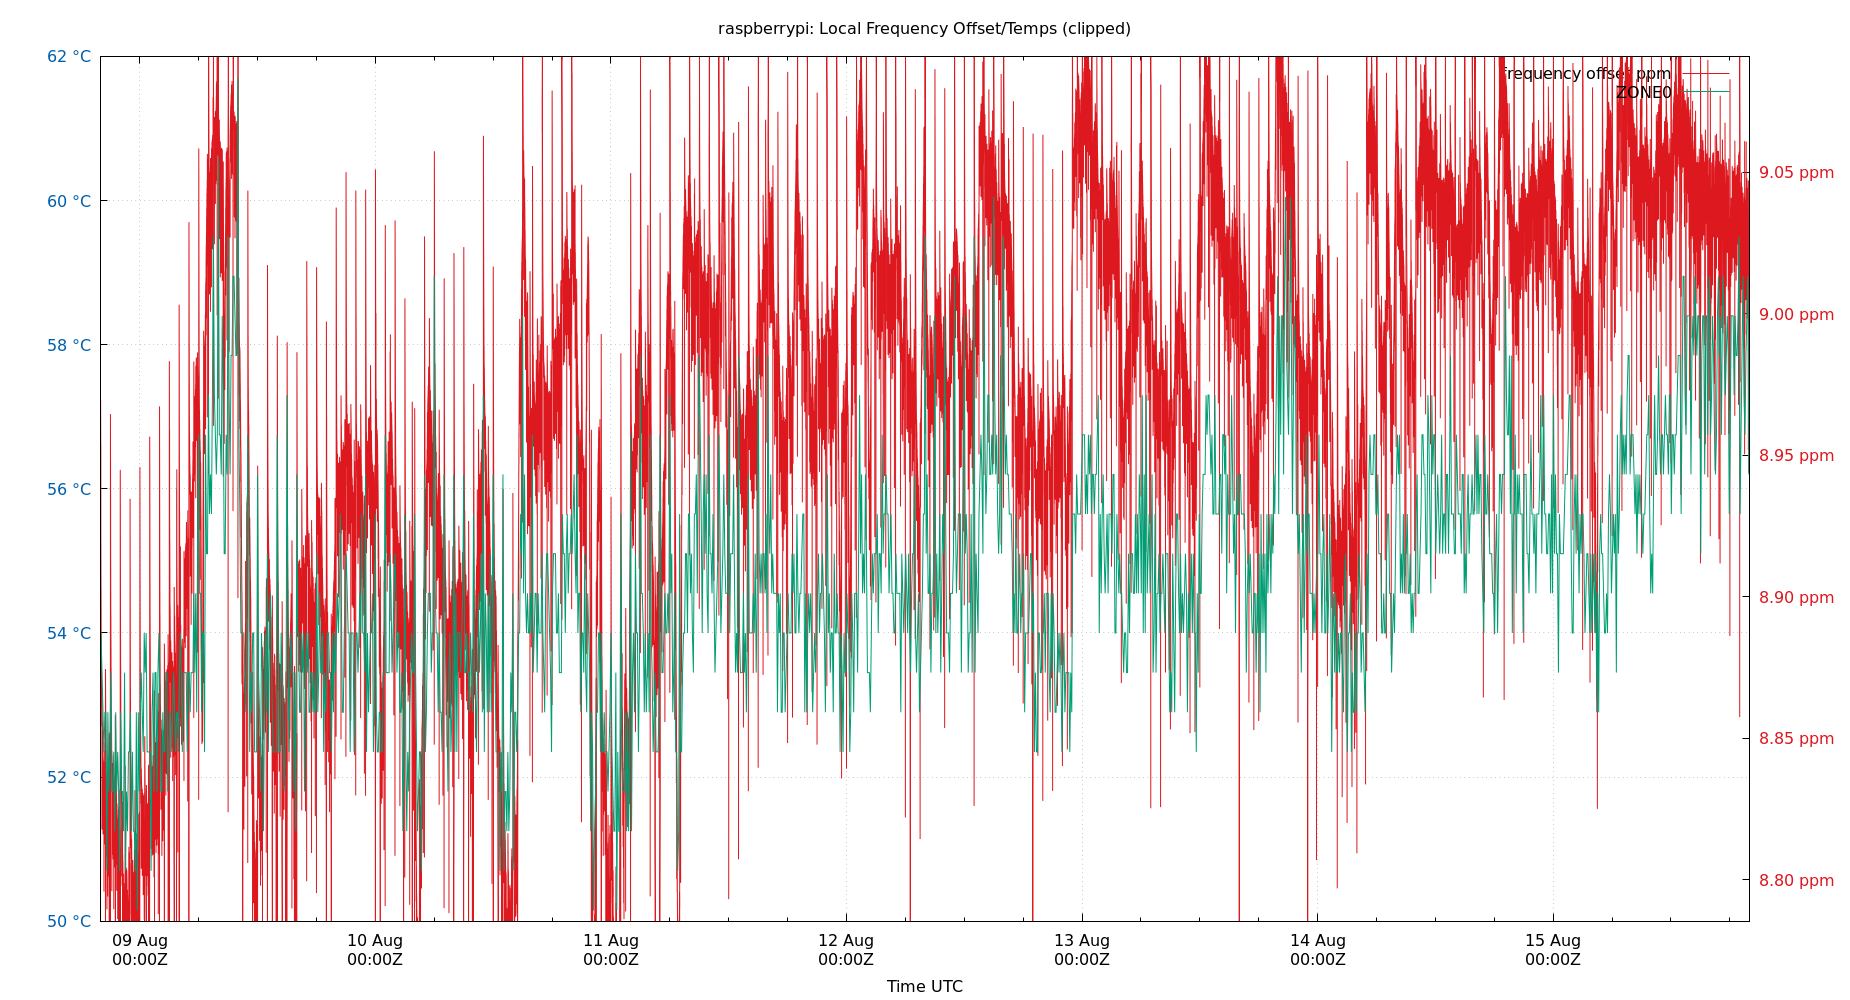 raspberrypi: Local Frequency Offset/Temps (clipped)
62 °C
60 °C
58 °C
56 °C
54 °C
52 °C
50 °C
frequency offset ppm
ZONE0
9.05 ppm
9.00 ppm
8.95 ppm
8.90 ppm
8.85 ppm
8.80 ppm
09 Aug
00:00Z
10 Aug
00:00Z
11 Aug
00:00Z
12 Aug
00:00Z
13 Aug
00:00Z
14 Aug
00:00Z
15 Aug
00:00Z
Time UTC